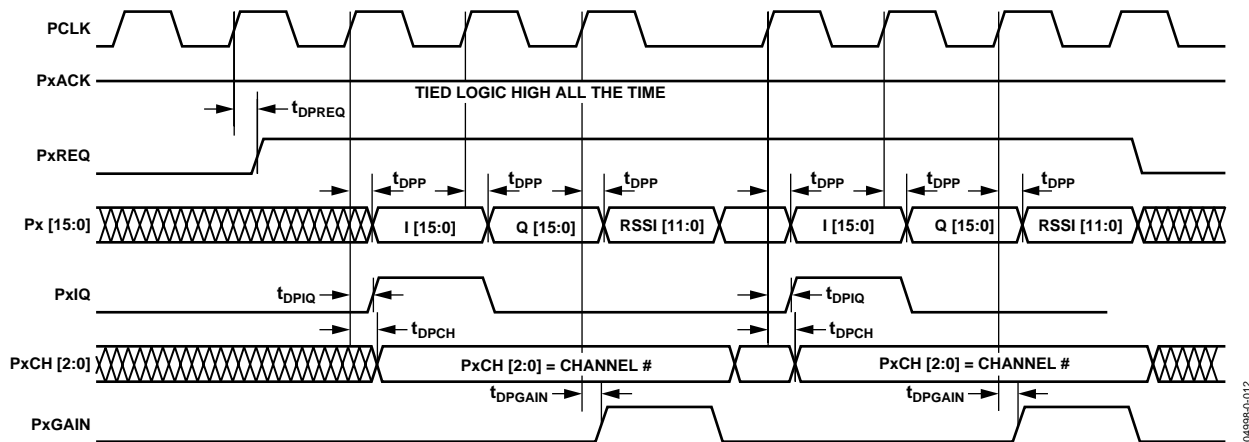 PCLK
PxACK
TIED LOGIC HIGH ALL THE TIME
tDPREQ
PxREQ
tDPP tDPP tDPP tDPP tDPP tDPP
Px [15:0] I [15:0] Q [15:0] RSSI [11:0] I [15:0] Q [15:0] RSSI [11:0]
PxIQ tDPIQ tDPIQ
tDPCH tDPCH
PxCH [2:0] PxCH [2:0] = CHANNEL # PxCH [2:0] = CHANNEL #
tDPGAIN tDPGAIN
PxGAIN
04998-0-012